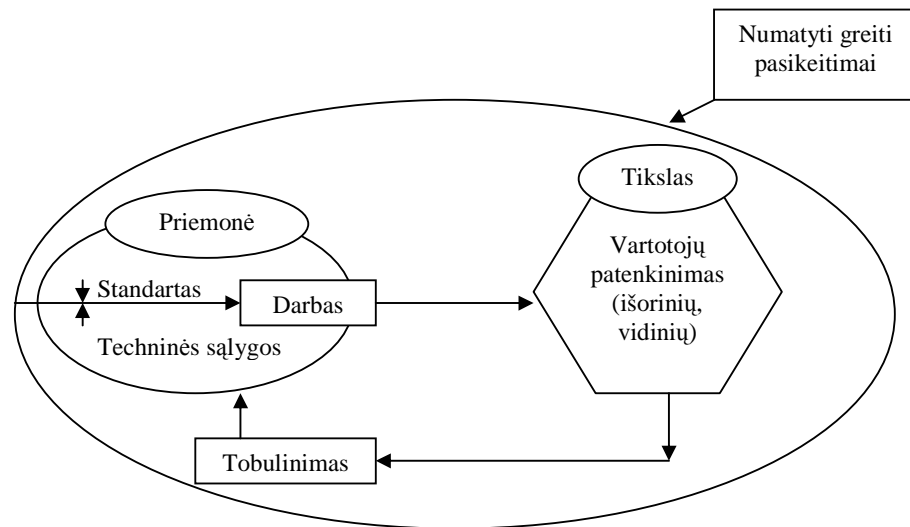 Numatyti greiti
pasikeitimai
Tikslas
Priemonė
Vartotojų
patenkinimas
(išorinių,
vidinių)
Standartas
Darbas
Techninės sąlygos
Tobulinimas